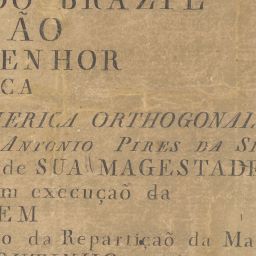 DO BRAZIL
ÃO
ENHOR
CA
MERICA ORTHOGONAL
ANTONIO PIRES DA S
de SUA MAGESTADE
m execuçaõ da
EM
o da Repartiçaõ da Ma